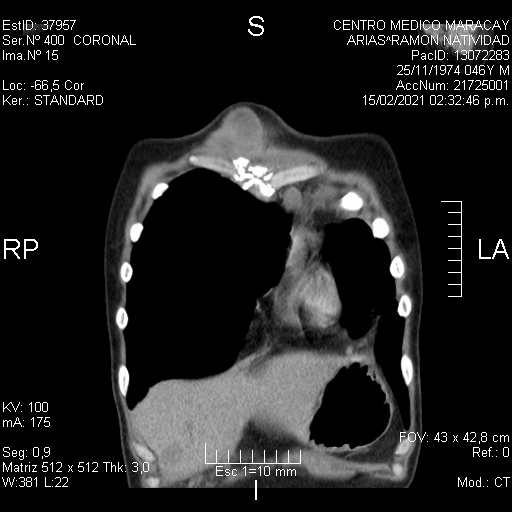 EstID: 37957
Ser.Nº 400 CORONAL
Ima.Nº 15
Loc: -66,5 Cor
Ker.: STANDARD
S
CENTRO MEDICO MARACAY
ARIAS^RAMON NATIVIDAD
PacID: 13072283
25/11/1974 046Y M
AccNum: 21725001
15/02/2021 02:32:46 p.m.
RP
LA
KV: 100
mA: 175
Seg: 0,9
Matriz 512 x 512 Thk: 3,0
W:381 L:22
Esc 1=10 mm
I
FOV: 43 x 42,8 cm
Ref.: 0
Mod.: CT